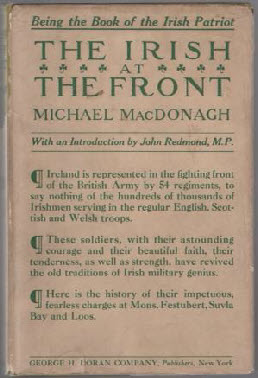 Being the Book of the Irish Patriot
THE IRISH
AT
THE FRONT
MICHAEL MACDONAGH
With an Introduction by John Redmond, M.P.
¶ Ireland is represented in the fighting front
of the British Army by 54 regiments, to
say nothing of the hundreds of thousands of
Irishmen serving in the regular English, Scot-
tish and Welsh troops.
¶ These soldiers, with their astounding
courage and their beautiful faith, their
tenderness, as well as strength, have revived
the old traditions of Irish military genius.
¶ Here is the history of their impetuous,
fearless charges at Mons, Festubert, Suvla
Bay and Loos.
GEORGE H. DORAN COMPANY, Publishers, New York